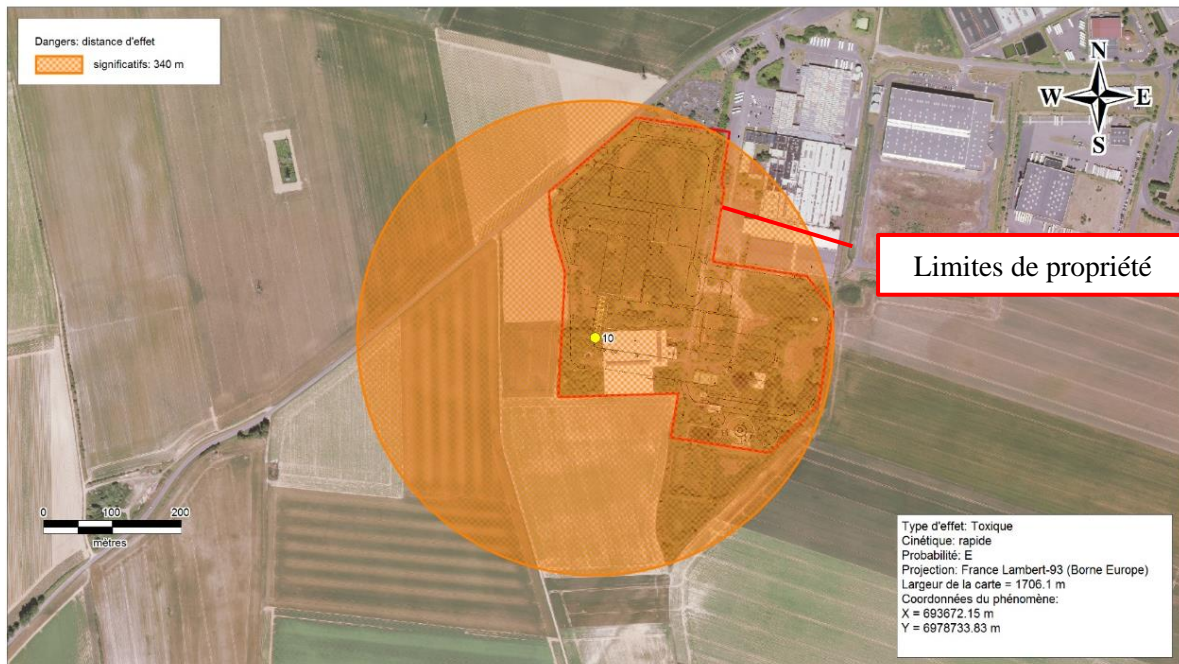 Dangers: distance d'effet
significatifs: 340 m
N
W E
S
Limites de propriété
10
0 100 200
mètres
Type d'effet: Toxique
Cinétique: rapide
Probabilité: E
Projection: France Lambert-93 (Borne Europe)
Largeur de la carte = 1706.1 m
Coordonnées du phénomène:
X = 693672.15 m
Y = 6978733.83 m